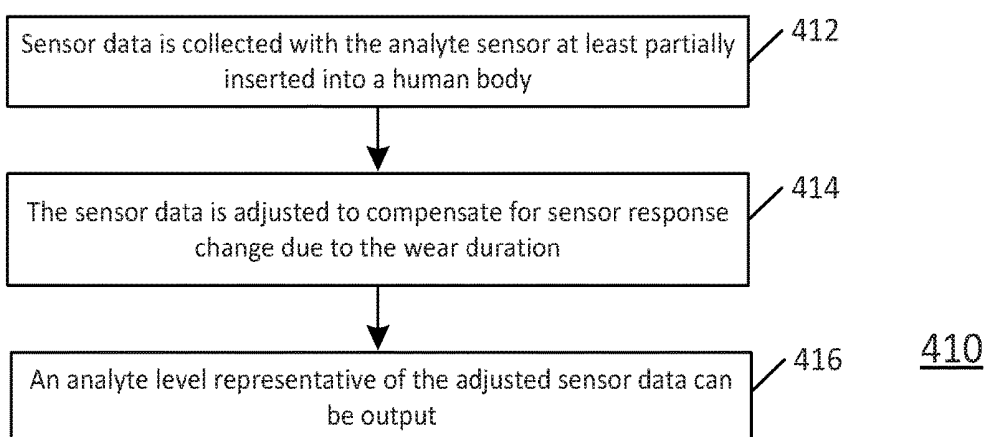 Sensor data is collected with the analyte sensor at least partially
inserted into a human body
412
The sensor data is adjusted to compensate for sensor response
change due to the wear duration
414
An analyte level representative of the adjusted sensor data can
be output
416
410